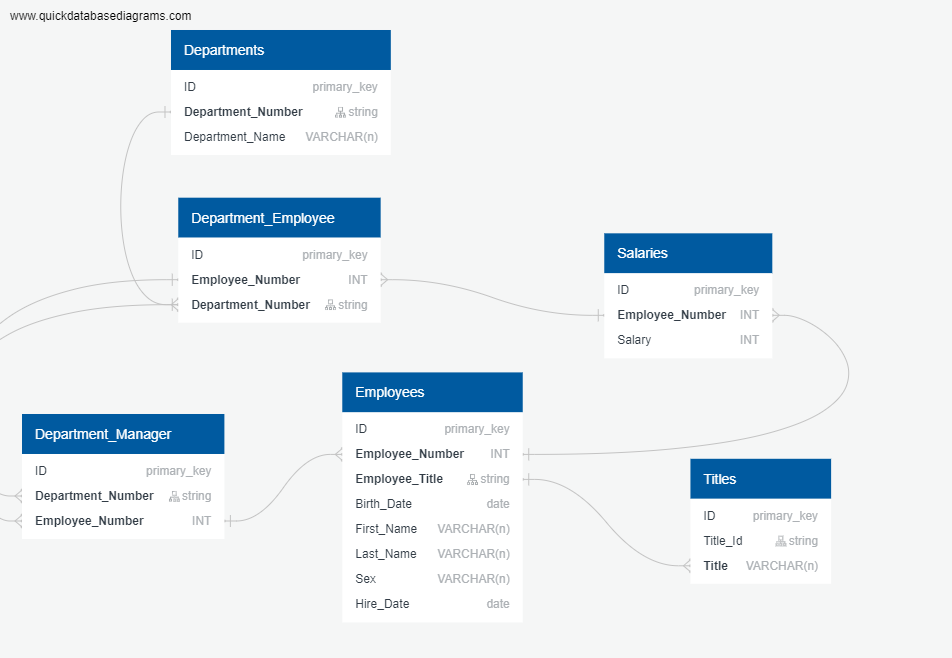 www.quickdatabasediagrams.com
Departments
ID primary_key
Department_Number string
Department_Name VARCHAR(n)
Department_Employee
ID primary_key
Employee_Number INT
Department_Number string
Salaries
ID primary_key
Employee_Number INT
Salary INT
Employees
ID primary_key
Employee_Number INT
Employee_Title string
Birth_Date date
First_Name VARCHAR(n)
Last_Name VARCHAR(n)
Sex VARCHAR(n)
Hire_Date date
Department_Manager
ID primary_key
Department_Number string
Employee_Number INT
Titles
ID primary_key
Title_Id string
Title VARCHAR(n)